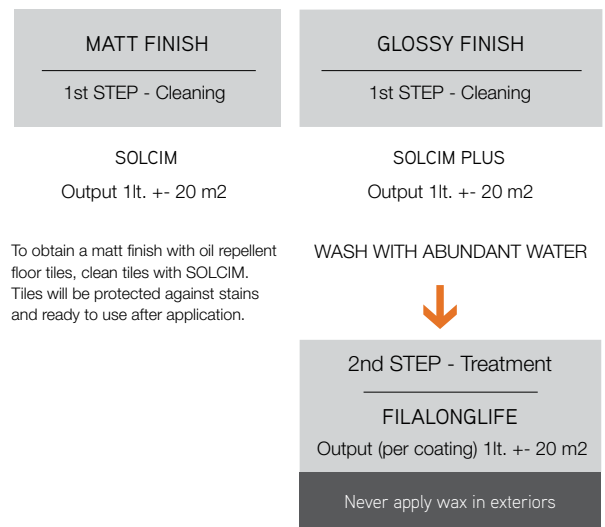 MATT FINISH
1st STEP - Cleaning
SOLCIM
Output 1lt. +- 20 m2
To obtain a matt finish with oil repellent
floor tiles, clean tiles with SOLCIM.
Tiles will be protected against stains
and ready to use after application.
GLOSSY FINISH
1st STEP - Cleaning
SOLCIM PLUS
Output 1lt. +- 20 m2
WASH WITH ABUNDANT WATER
2nd STEP - Treatment
FILALONGLIFE
Output (per coating) 1lt. +- 20 m2
Never apply wax in exteriors